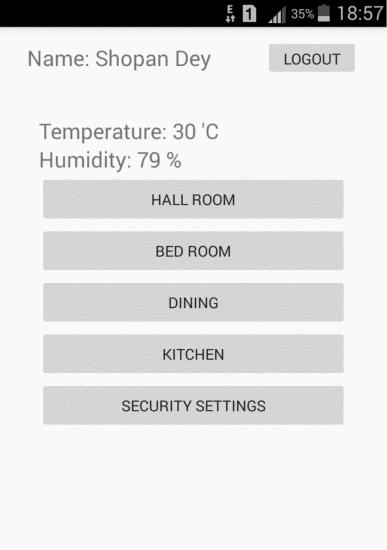 E 1 35% 18:57
Name: Shopan Dey LOGOUT
Temperature: 30 'C
Humidity: 79 %
HALL ROOM
BED ROOM
DINING
KITCHEN
SECURITY SETTINGS